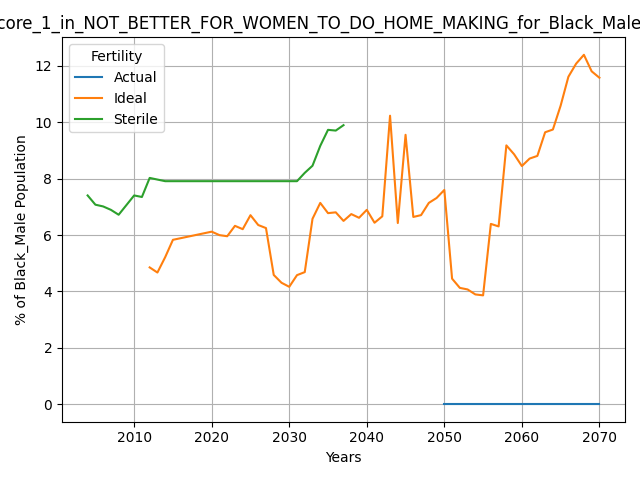 core_1_in_NOT_BETTER_FOR_WOMEN_TO_DO_HOME_MAKING_for_Black_Male
Fertility
Actual
Ideal
Sterile
% of Black_Male Population
12
10
8
6
4
2
0
2010 2020 2030 2040 2050 2060 2070
Years